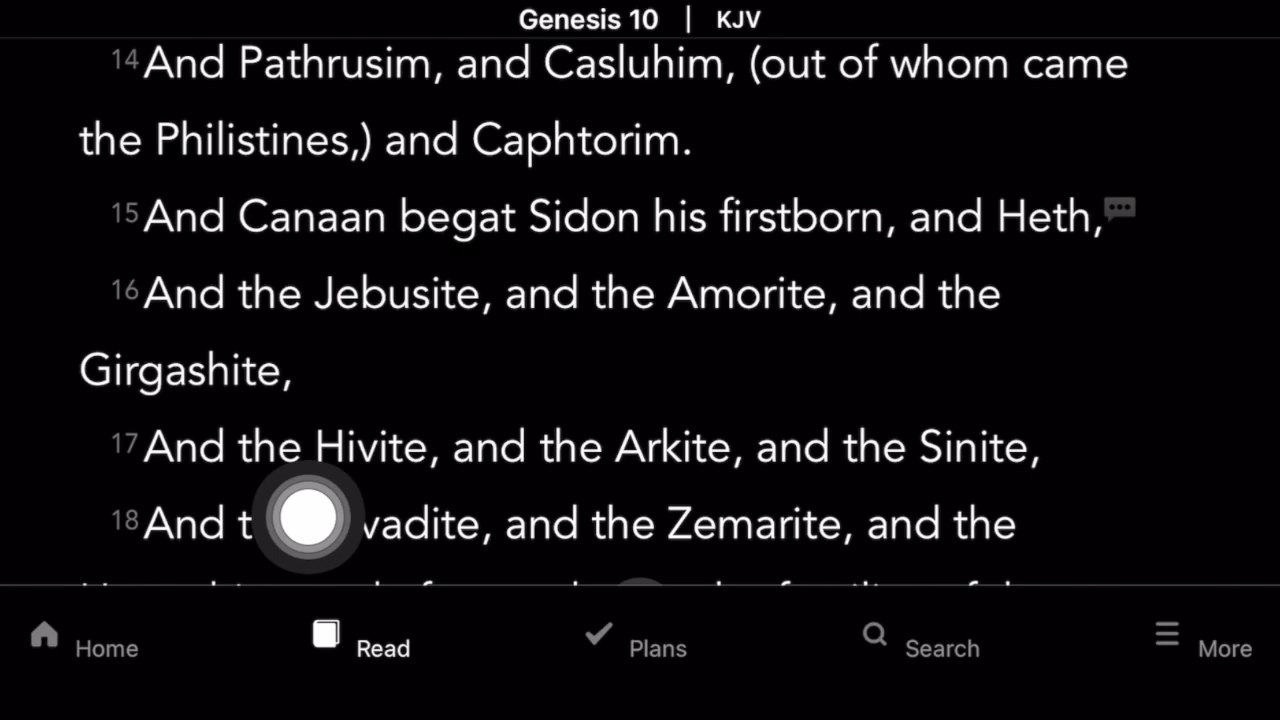 Genesis 10 | KJV
14 And Pathrusim, and Casluhim, (out of whom came
the Philistines,) and Caphtorim.
15 And Canaan begat Sidon his firstborn, and Heth,
16 And the Jebusite, and the Amorite, and the
Girgashite,
17 And the Hivite, and the Arkite, and the Sinite,
18 And and the Zemarite, and the
Home Read Plans Search More